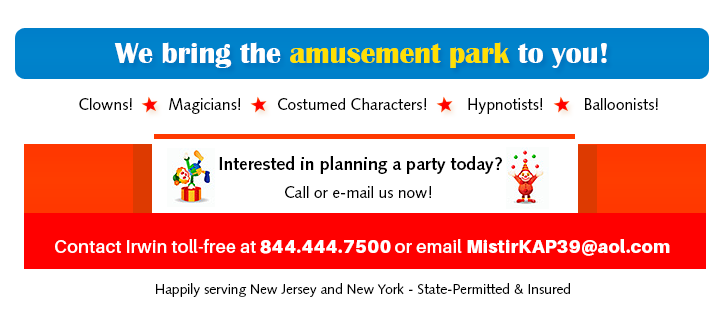 We bring the amusement park to you!
Clowns! Magicians! Costumed Characters! Hypnotists! Balloonists!
Interested in planning a party today?
Call or e-mail us now!
Contact Irwin toll-free at 844.444.7500 or email MistirKAP39@aol.com
Happily serving New Jersey and New York - State-Permitted & Insured